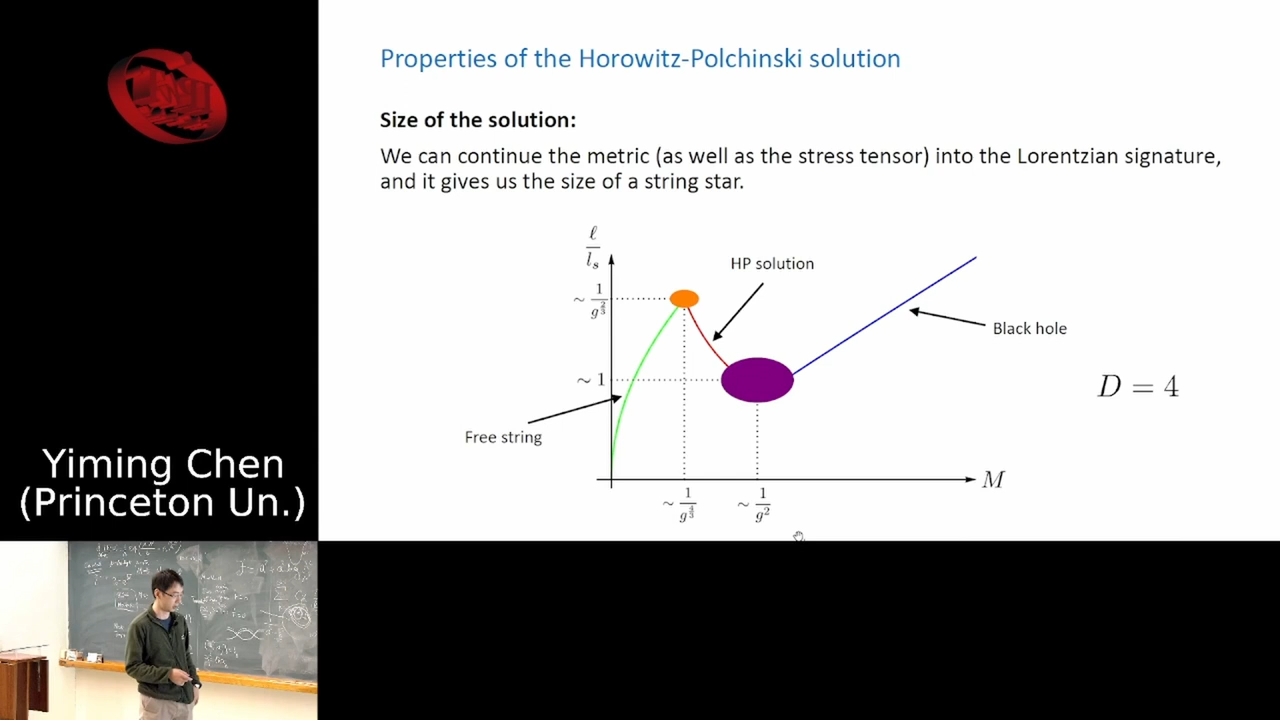 Properties of the Horowitz-Polchinski solution
Size of the solution:
We can continue the metric (as well as the stress tensor) into the Lorentzian signature,
and it gives us the size of a string star.
ℓ/l_s
HP solution
∼ 1/g^{2/3}
Black hole
∼ 1
D = 4
Free string
M
∼ 1/g^{4/3}
∼ 1/g^2
Yiming Chen
(Princeton Un.)